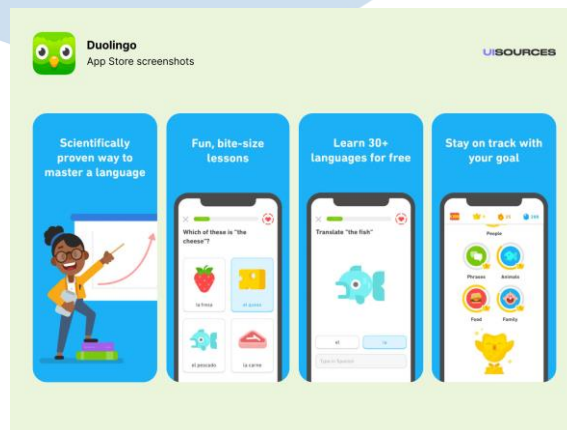 Duolingo
App Store screenshots
UISOURCES
Scientifically
proven way to
master a language
Fun, bite-size
lessons
Which of these is "the
cheese"?
la fresa
el queso
el pescado
la carne
Learn 30+
languages for free
Translate "the fish"
el
la
Type in Spanish
Stay on track with
your goal
People
Phrases
Animals
Food
Family